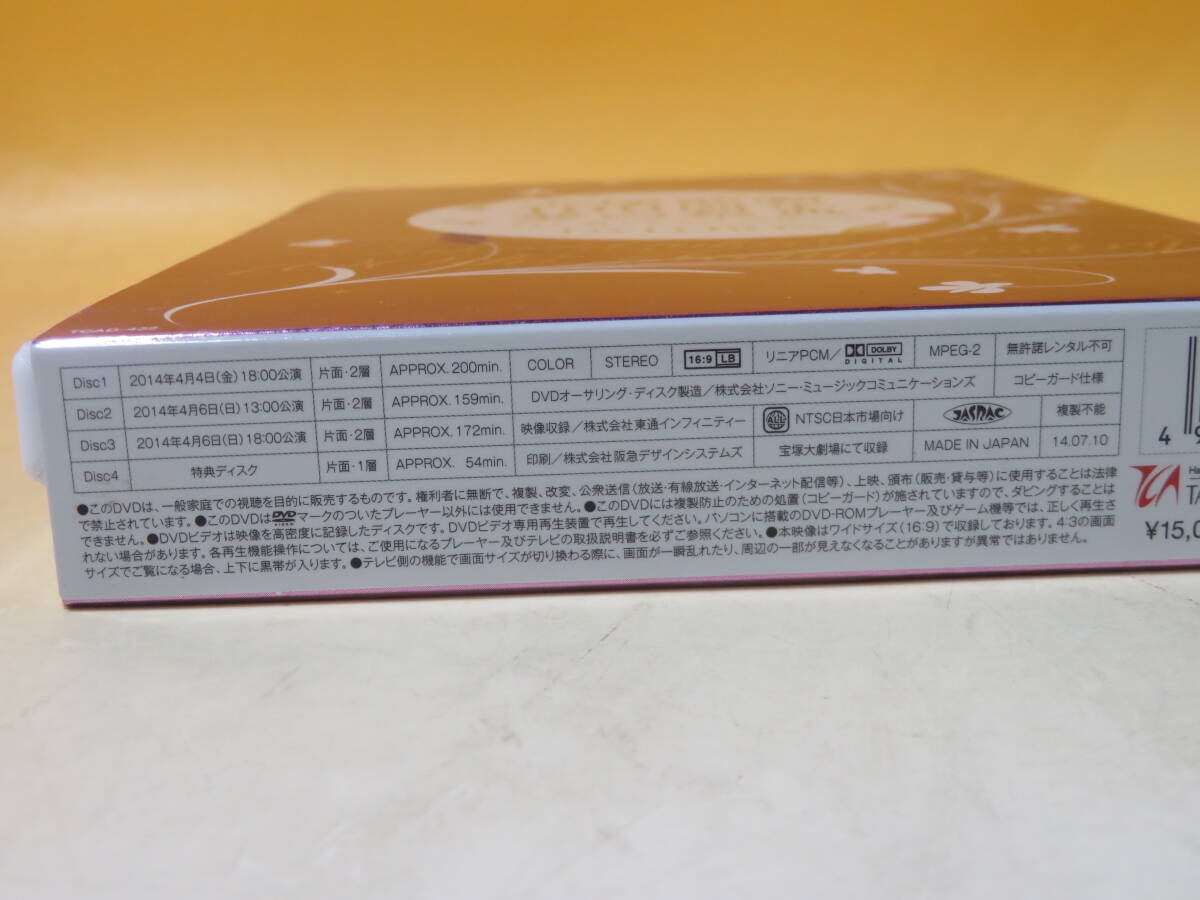 TCAD-432
Disc1 2014年4月4日(金)18:00公演 片面・2層 APPROX. 200min. COLOR STEREO 16:9 LB リニアPCM／DOLBY DIGITAL MPEG-2 無許諾レンタル不可
Disc2 2014年4月6日(日)13:00公演 片面・2層 APPROX. 159min. DVDオーサリング・ディスク製造／株式会社ソニー・ミュージックコミュニケーションズ コピーガード仕様
Disc3 2014年4月6日(日)18:00公演 片面・2層 APPROX. 172min. 映像収録／株式会社東通インフィニティー ALL NTSC日本市場向け JASRAC 複製不能
Disc4 特典ディスク 片面・1層 APPROX. 54min. 印刷／株式会社阪急デザインシステムズ 宝塚大劇場にて収録 MADE IN JAPAN 14.07.10
●このDVDは、一般家庭での視聴を目的に販売するものです。権利者に無断で、複製、改変、公衆送信(放送・有線放送・インターネット配信等)、上映、頒布(販売・貸与等)に使用することは法律
で禁止されています。●このDVDはDVDマークのついたプレーヤー以外には使用できません。●このDVDには複製防止のための処置(コピーガード)が施されていますので、ダビングすることは
できません。●DVDビデオは映像を高密度に記録したディスクです。DVDビデオ専用再生装置で再生してください。パソコンに搭載のDVD-ROMプレーヤー及びゲーム機等では、正しく再生さ
れない場合があります。各再生機能操作については、ご使用になるプレーヤー及びテレビの取扱説明書を必ずご参照ください。●本映像はワイドサイズ(16:9)で収録しております。4:3の画面
サイズでご覧になる場合、上下に黒帯が入ります。●テレビ側の機能で画面サイズが切り換わる際に、画面が一瞬乱れたり、周辺の一部が見えなくなることがありますが異常ではありません。
4
¥15,0